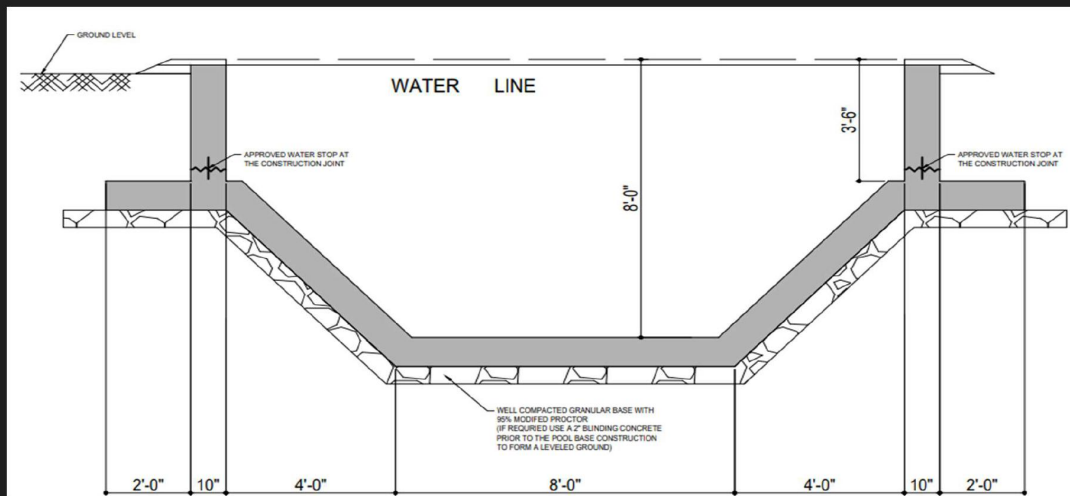 GROUND LEVEL
WATER LINE
3'-6"
APPROVED WATER STOP AT
THE CONSTRUCTION JOINT
APPROVED WATER STOP AT
THE CONSTRUCTION JOINT
8'-0"
WELL COMPACTED GRANULAR BASE WITH
95% MODIFED PROCTOR
(IF REQURIED USE A 2" BLINDING CONCRETE
PRIOR TO THE POOL BASE CONSTRUCTION
TO FORM A LEVELED GROUND)
2'-0" 10" 4'-0" 8'-0" 4'-0" 10" 2'-0"